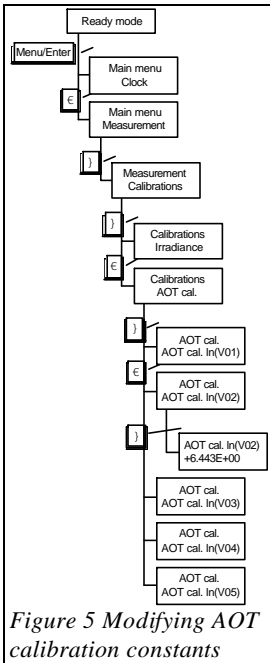 Ready mode
Menu/Enter
Main menu
Clock
€
Main menu
Measurement
}
Measurement
Calibrations
}
Calibrations
Irradiance
€
Calibrations
AOT cal.
}
AOT cal.
AOT cal. ln(V01)
€
AOT cal.
AOT cal. ln(V02)
}
AOT cal. ln(V02)
+6.443E+00
AOT cal.
AOT cal. ln(V03)
AOT cal.
AOT cal. ln(V04)
AOT cal.
AOT cal. ln(V05)
Figure 5 Modifying AOT
calibration constants